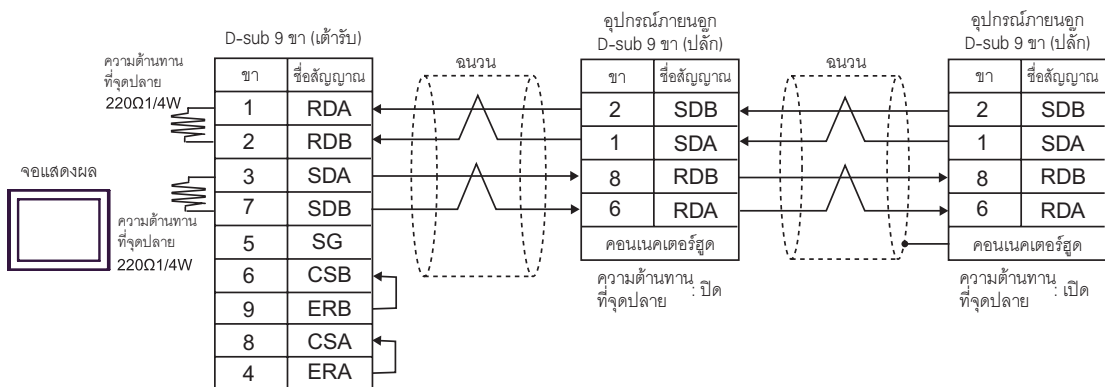 อุปกรณ์ภายนอก
D-sub 9 ขา (ปลั๊ก)
อุปกรณ์ภายนอก
D-sub 9 ขา (ปลั๊ก)
D-sub 9 ขา (เต้ารับ)
ความต้านทาน
ที่จุดปลาย
220Ω1/4W
ฉนวน
ฉนวน
ขา ชื่อสัญญาณ
1 RDA
2 RDB
3 SDA
7 SDB
5 SG
6 CSB
9 ERB
8 CSA
4 ERA
จอแสดงผล
ความต้านทาน
ที่จุดปลาย
220Ω1/4W
ขา ชื่อสัญญาณ
2 SDB
1 SDA
8 RDB
6 RDA
คอนเนคเตอร์ฮูด
ความต้านทาน
ที่จุดปลาย : ปิด
ขา ชื่อสัญญาณ
2 SDB
1 SDA
8 RDB
6 RDA
คอนเนคเตอร์ฮูด
ความต้านทาน
ที่จุดปลาย : เปิด